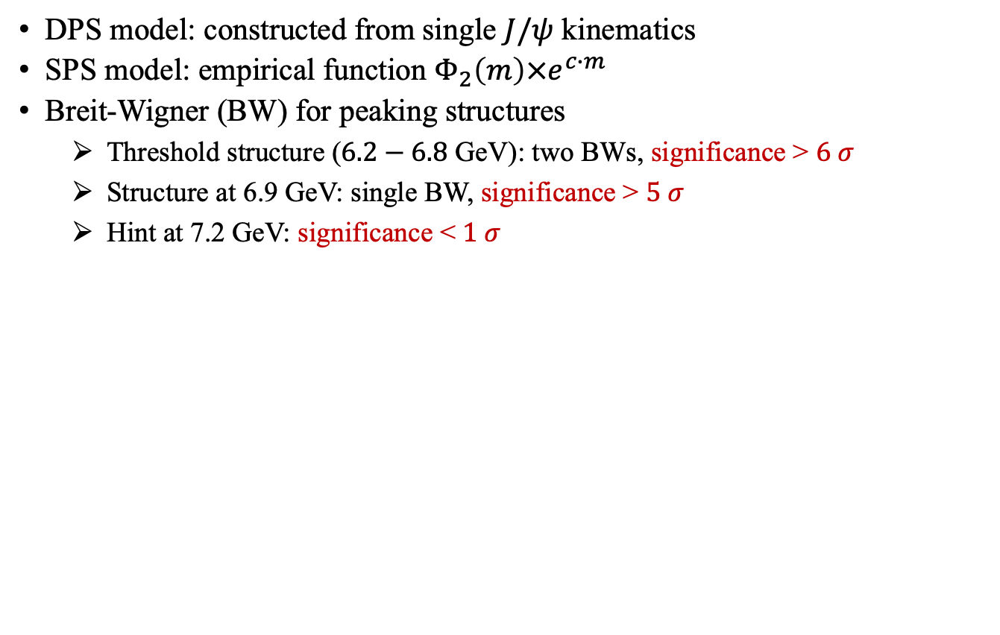 • DPS model: constructed from single J/ψ kinematics
• SPS model: empirical function Φ₂(m)×e^{c·m}
• Breit-Wigner (BW) for peaking structures
➢ Threshold structure (6.2 − 6.8 GeV): two BWs, significance > 6 σ
➢ Structure at 6.9 GeV: single BW, significance > 5 σ
➢ Hint at 7.2 GeV: significance < 1 σ